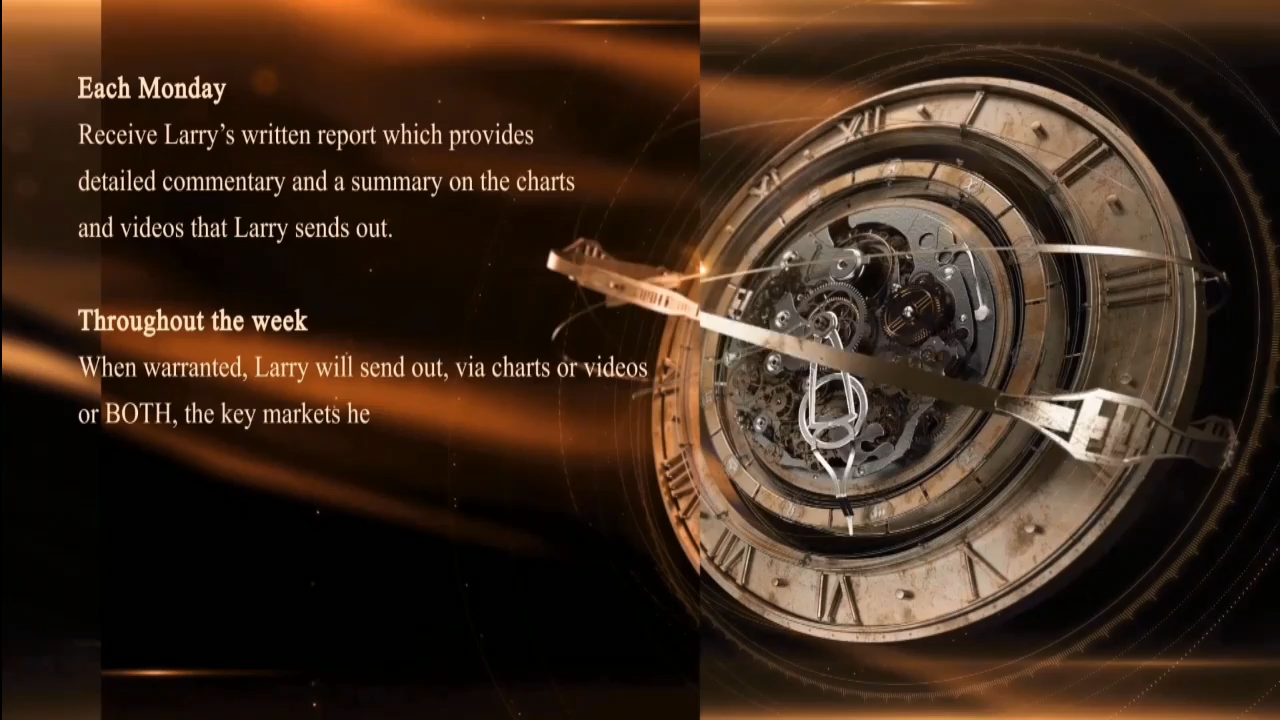 Each Monday
Receive Larry’s written report which provides
detailed commentary and a summary on the charts
and videos that Larry sends out.
Throughout the week
When warranted, Larry will send out, via charts or videos
or BOTH, the key markets he